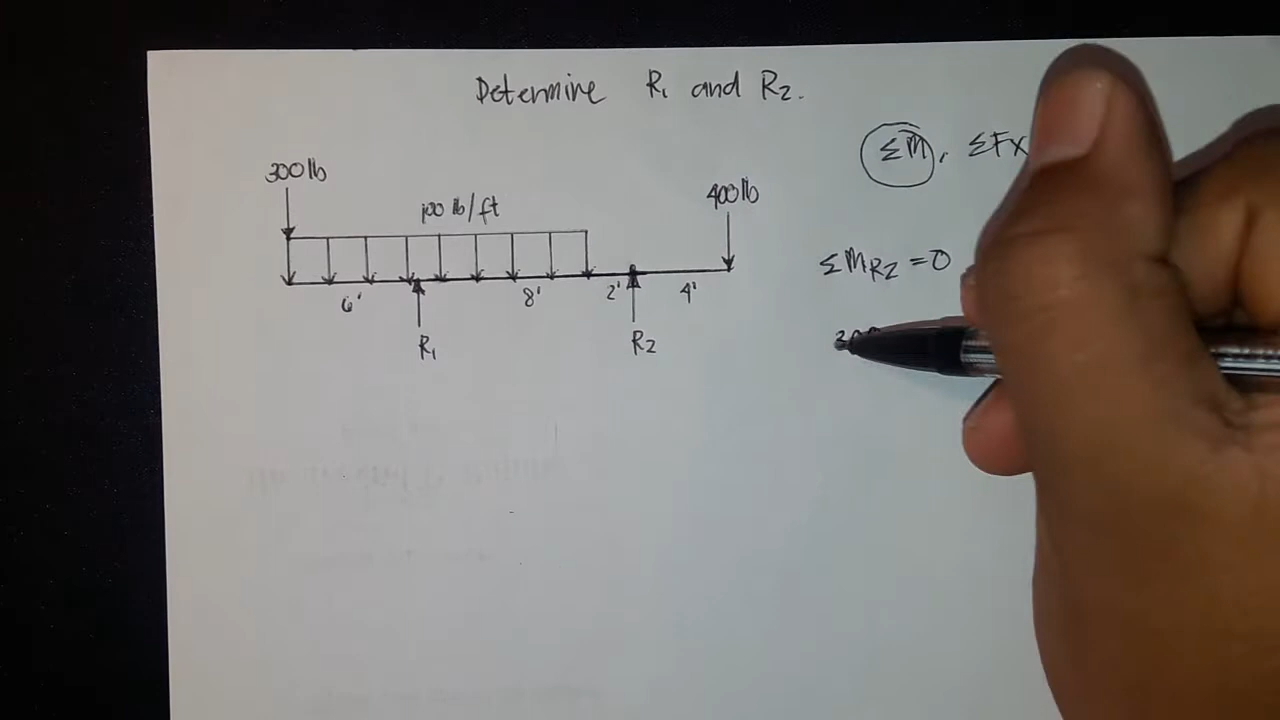 Determine R1 and R2.
ΣM, ΣFx
300 lb
100 lb/ft
400 lb
ΣMR2 = 0
6' 8' 2' 4'
R1 R2